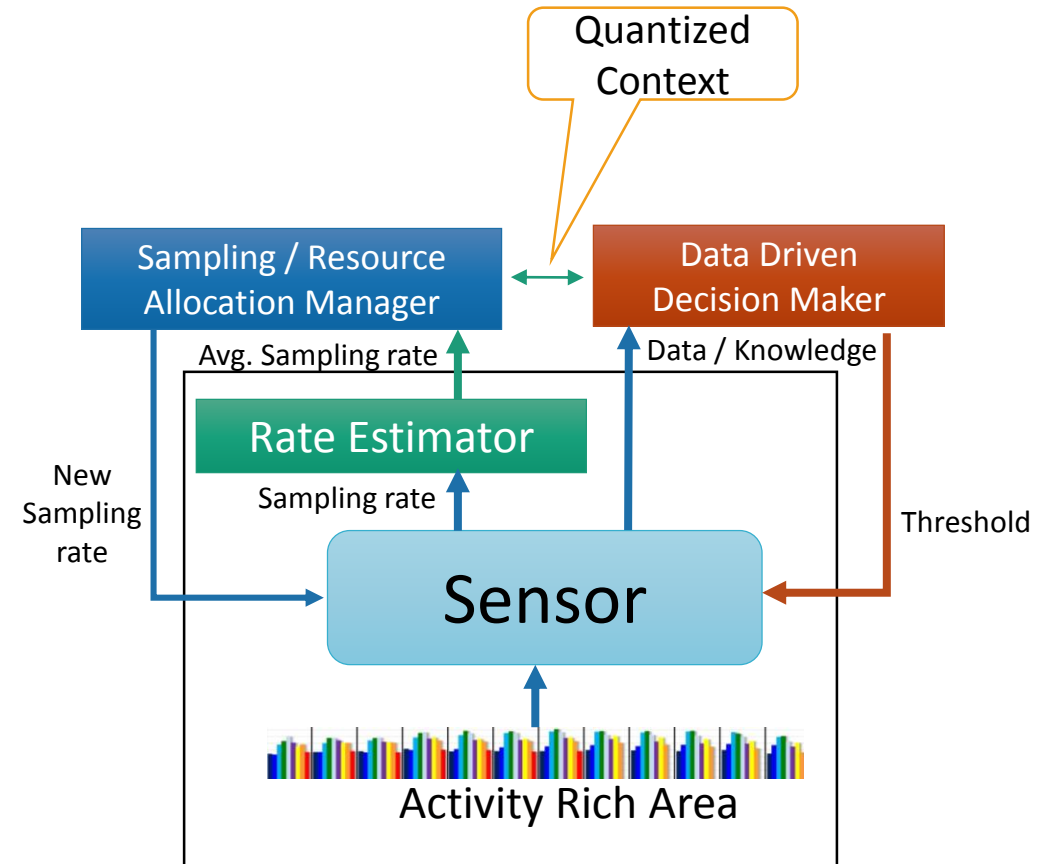 Quantized
Context
Sampling / Resource
Allocation Manager
Data Driven
Decision Maker
Avg. Sampling rate
Data / Knowledge
Rate Estimator
New
Sampling
rate
Sampling rate
Threshold
Sensor
Activity Rich Area